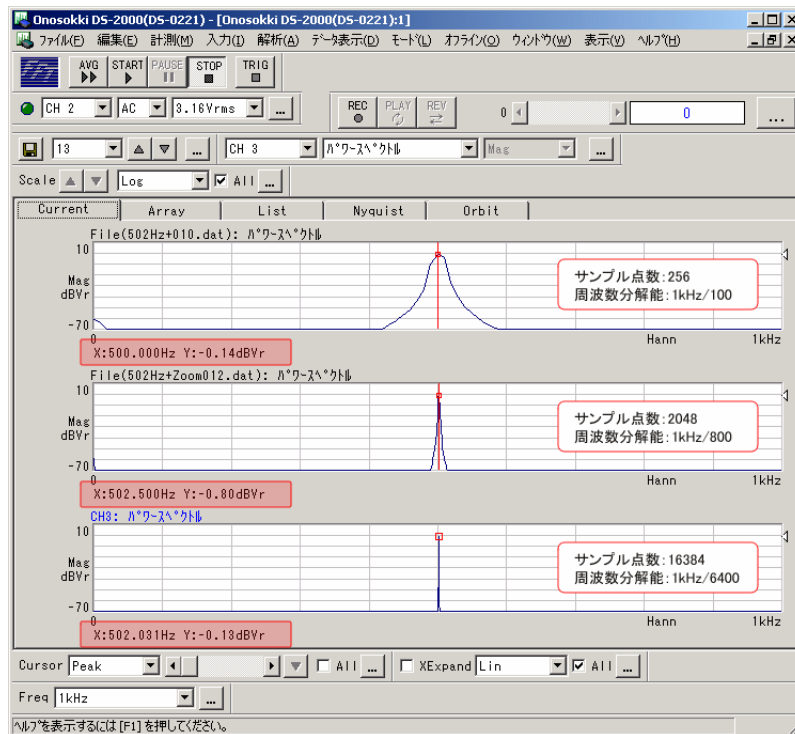 Onosokki DS-2000(DS-0221) - [Onosokki DS-2000(DS-0221):1]
ファイル(F) 編集(E) 計測(M) 入力(I) 解析(A) データ表示(D) モード(L) オフライン(O) ウィンドウ(W) 表示(V) ヘルプ(H)
AVG START PAUSE STOP TRIG
CH 2 AC 3.16Vrms ... REC PLAY REV 0 0 ...
13 ... CH 3 パワースペクトル Mag ...
Scale Log All ...
Current Array List Nyquist Orbit
File(502Hz+010.dat): パワースペクトル
10
Mag
dBVr
-70
サンプル点数:256
周波数分解能:1kHz/100
0 Hann 1kHz
X:500.000Hz Y:-0.14dBVr
File(502Hz+Zoom012.dat): パワースペクトル
10
Mag
dBVr
-70
サンプル点数:2048
周波数分解能:1kHz/800
0 Hann 1kHz
X:502.500Hz Y:-0.80dBVr
CH3: パワースペクトル
10
Mag
dBVr
-70
サンプル点数:16384
周波数分解能:1kHz/6400
0 Hann 1kHz
X:502.031Hz Y:-0.13dBVr
Cursor Peak All ... XExpand Lin All ...
Freq 1kHz ...
ヘルプを表示するには [F1] を押してください。